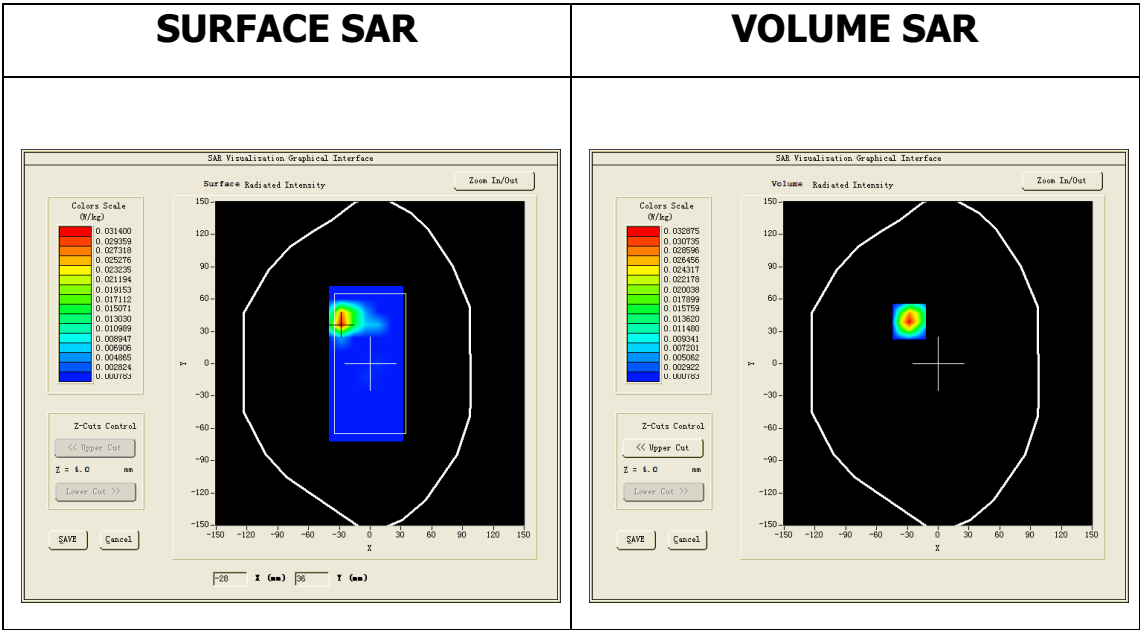 SURFACE SAR
VOLUME SAR
SAR Visualisation Graphical Interface
Surface Radiated Intensity
Zoom In/Out
Colors Scale
(W/kg)
0.031400
0.029359
0.027318
0.025276
0.023235
0.021194
0.019153
0.017112
0.015071
0.013030
0.010989
0.008947
0.006906
0.004865
0.002824
0.000783
150
120
90
60
30
0
-30
-60
-90
-120
-150
Y
-150 -120 -90 -60 -30 0 30 60 90 120 150
X
Z-Cuts Control
<< Upper Cut
Z = 4.0 mm
Lower Cut >>
SAVE Cancel
-28 X (mm) 36 Y (mm)
SAR Visualisation Graphical Interface
Volume Radiated Intensity
Zoom In/Out
Colors Scale
(W/kg)
0.032875
0.030735
0.028596
0.026456
0.024317
0.022178
0.020038
0.017899
0.015759
0.013620
0.011480
0.009341
0.007201
0.005062
0.002922
0.000783
150
120
90
60
30
0
-30
-60
-90
-120
-150
Y
-150 -120 -90 -60 -30 0 30 60 90 120 150
X
Z-Cuts Control
<< Upper Cut
Z = 4.0 mm
Lower Cut >>
SAVE Cancel